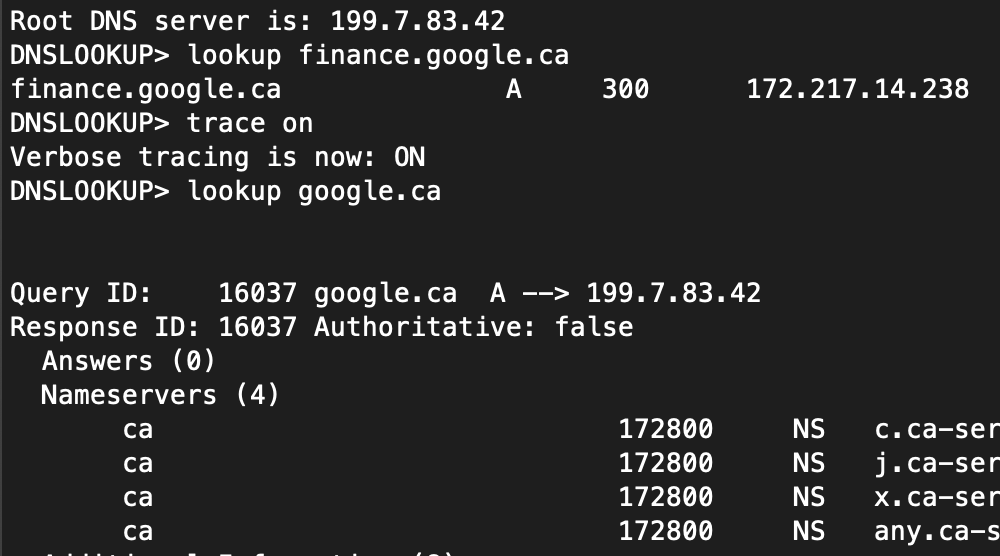 Root DNS server is: 199.7.83.42
DNSLOOKUP> lookup finance.google.ca
finance.google.ca A 300 172.217.14.238
DNSLOOKUP> trace on
Verbose tracing is now: ON
DNSLOOKUP> lookup google.ca
Query ID: 16037 google.ca A --> 199.7.83.42
Response ID: 16037 Authoritative: false
Answers (0)
Nameservers (4)
ca 172800 NS c.ca-ser
ca 172800 NS j.ca-ser
ca 172800 NS x.ca-ser
ca 172800 NS any.ca-s